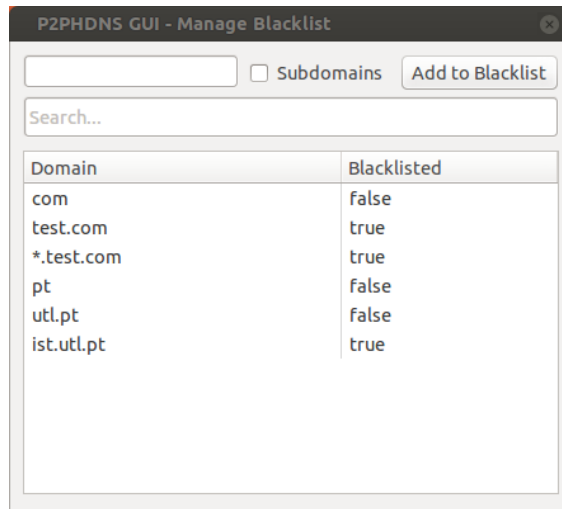 P2PHDNS GUI - Manage Blacklist
Subdomains Add to Blacklist
Search...
Domain Blacklisted
com false
test.com true
*.test.com true
pt false
utl.pt false
ist.utl.pt true